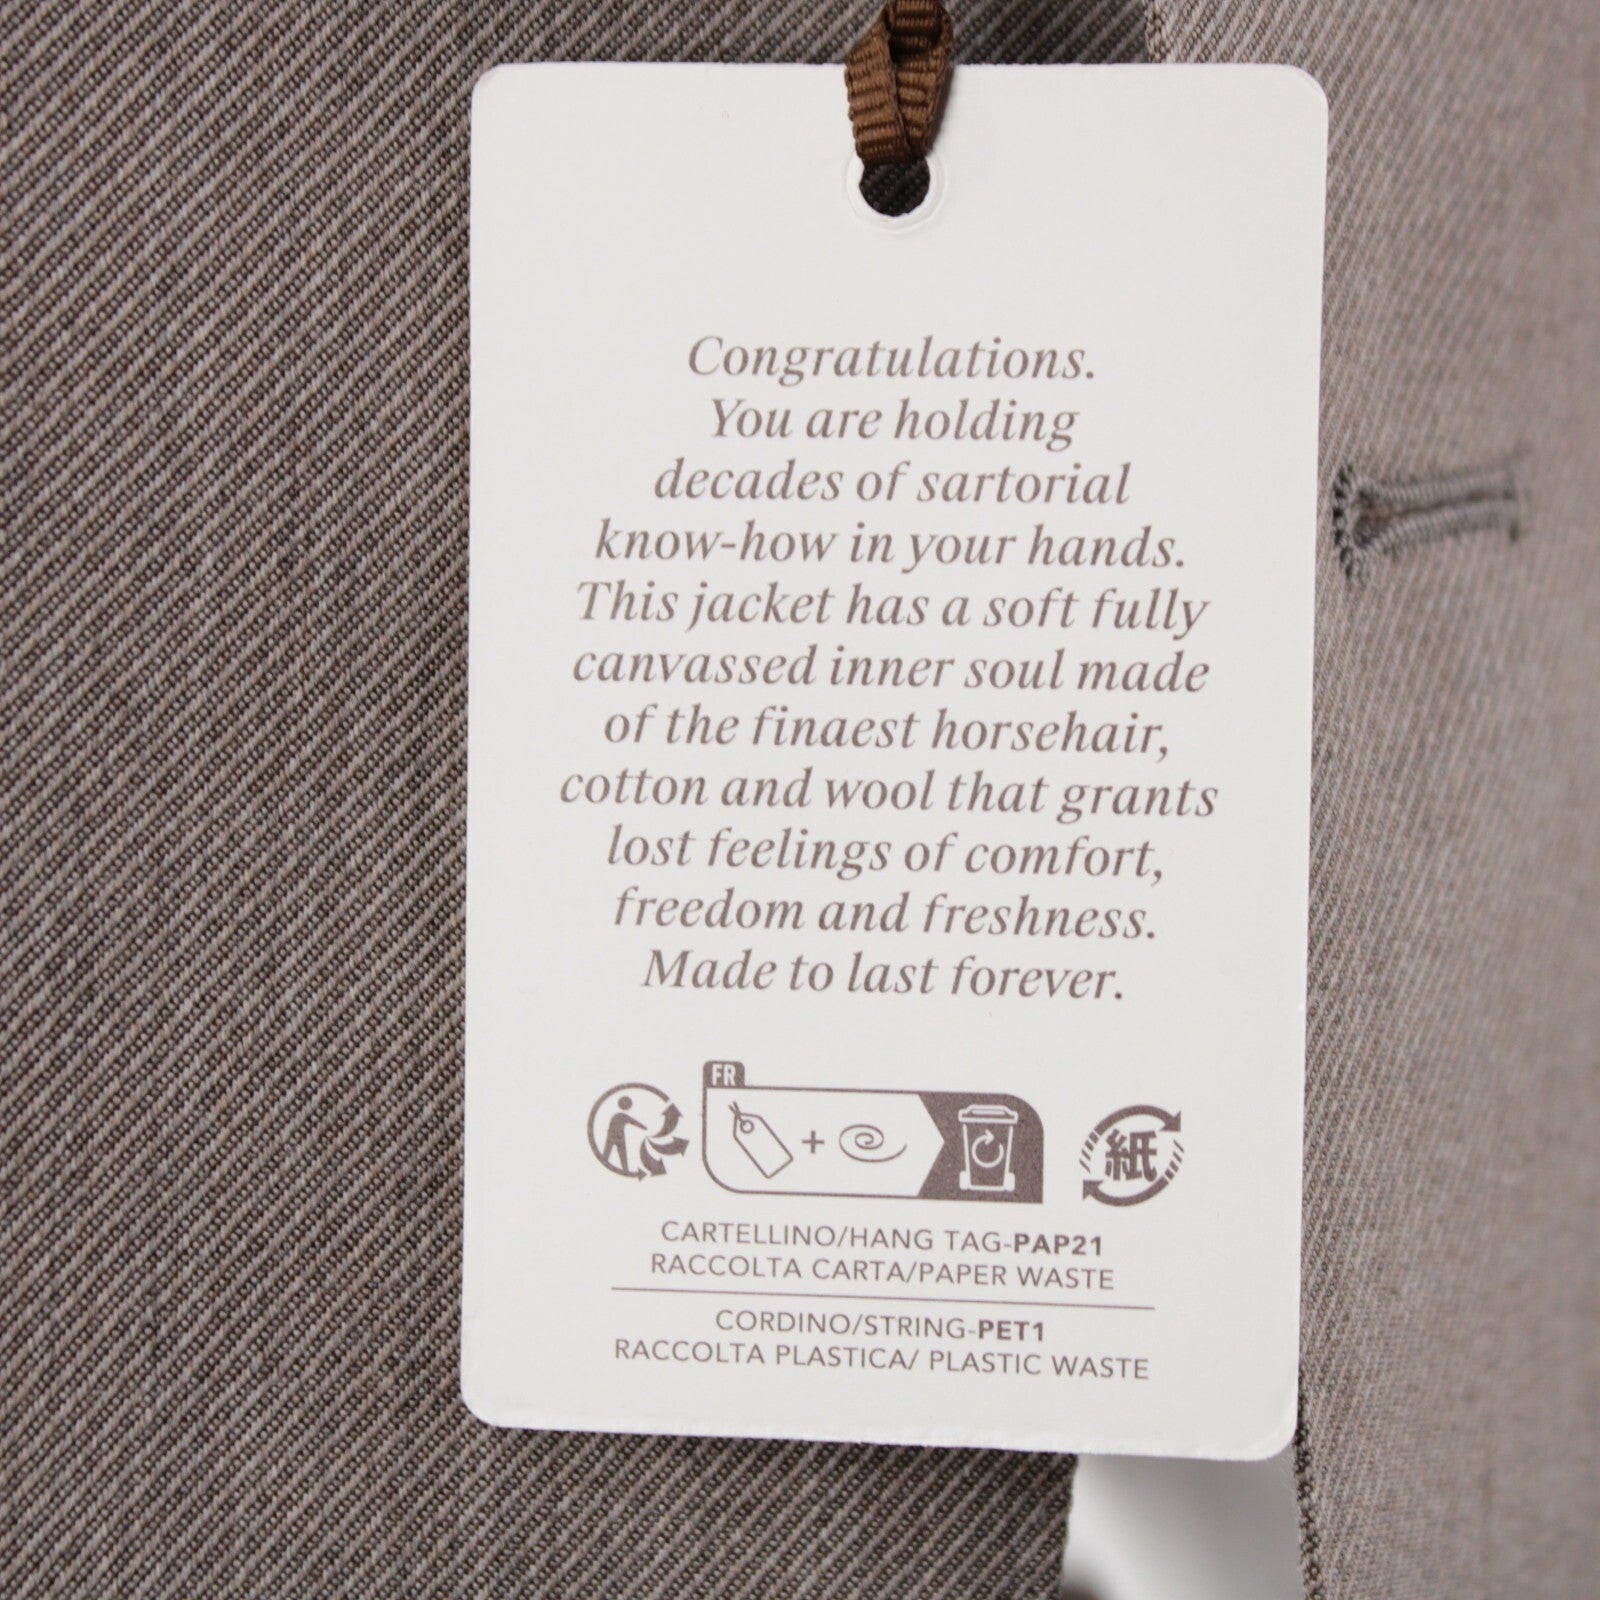 Congratulations.
You are holding
decades of sartorial
know-how in your hands.
This jacket has a soft fully
canvassed inner soul made
of the finaest horsehair,
cotton and wool that grants
lost feelings of comfort,
freedom and freshness.
Made to last forever.
FR
+
紙
CARTELLINO/HANG TAG-PAP21
RACCOLTA CARTA/PAPER WASTE
CORDINO/STRING-PET1
RACCOLTA PLASTICA/ PLASTIC WASTE